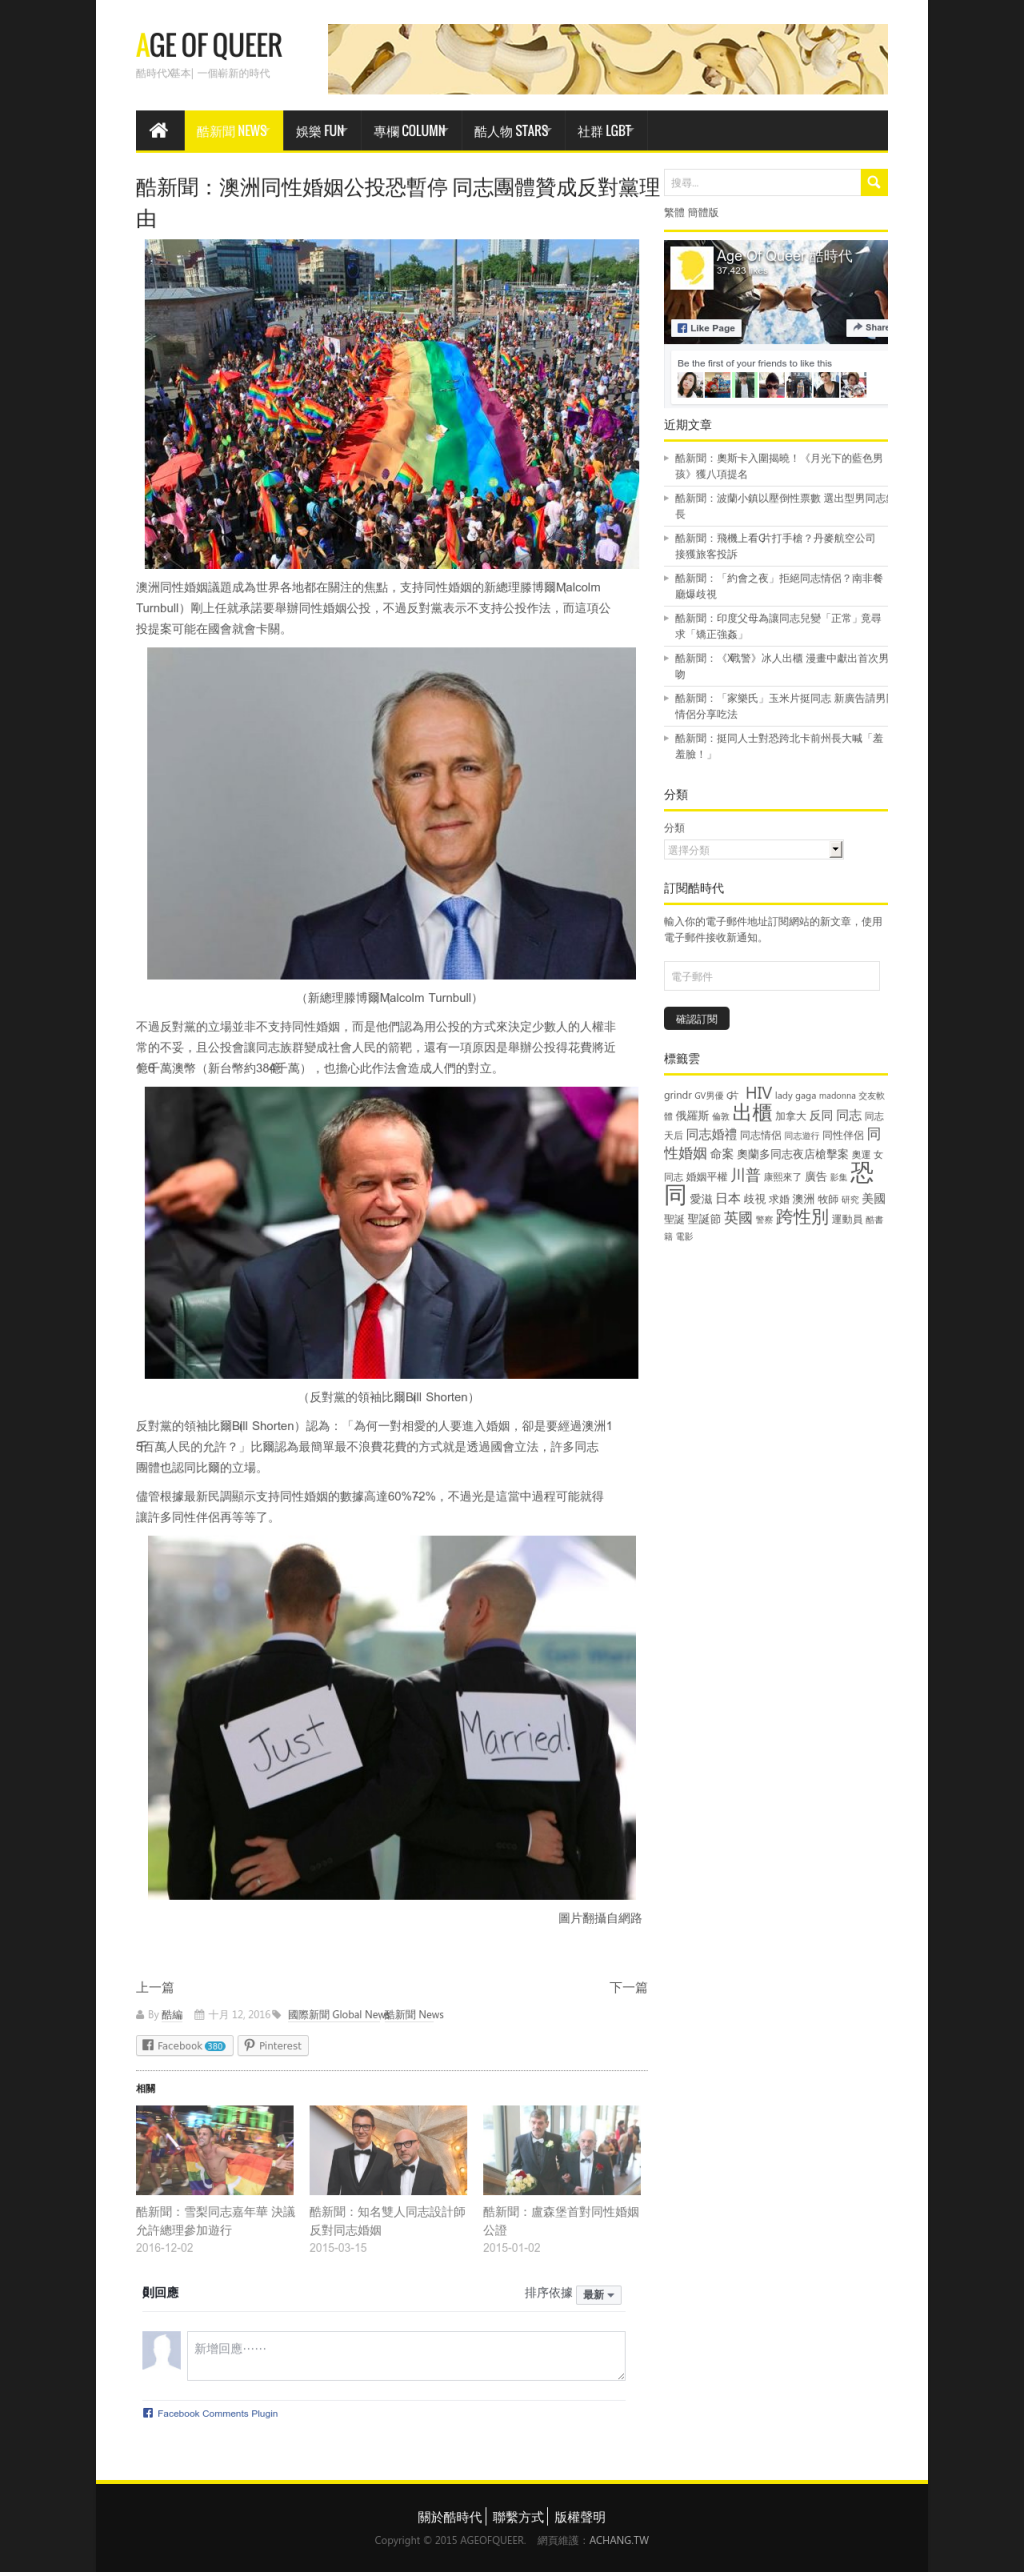 AGE OF QUEER
酷時代X基本| 一個嶄新的時代
酷新聞 NEWS
娛樂 FUN
專欄 COLUMN
酷人物 STARS
社群 LGBT
酷新聞：澳洲同性婚姻公投恐暫停 同志團體贊成反對黨理
由
澳洲同性婚姻議題成為世界各地都在關注的焦點，支持同性婚姻的新總理滕博爾（Malcolm
Turnbull）剛上任就承諾要舉辦同性婚姻公投，不過反對黨表示不支持公投作法，而這項公
投提案可能在國會就會卡關。
（新總理滕博爾Malcolm Turnbull）
不過反對黨的立場並非不支持同性婚姻，而是他們認為用公投的方式來決定少數人的人權非
常的不妥，且公投會讓同志族群變成社會人民的箭靶，還有一項原因是舉辦公投得花費將近
億6千萬澳幣（新台幣約38億4千萬），也擔心此作法會造成人們的對立。
（反對黨的領袖比爾Bill Shorten）
反對黨的領袖比爾（Bill Shorten）認為：「為何一對相愛的人要進入婚姻，卻是要經過澳洲1
千5百萬人民的允許？」比爾認為最簡單最不浪費花費的方式就是透過國會立法，許多同志
團體也認同比爾的立場。
儘管根據最新民調顯示支持同性婚姻的數據高達60%-72%，不過光是這當中過程可能就得
讓許多同性伴侶再等等了。
Just
Married!
圖片翻攝自網路
上一篇
下一篇
By 酷編 十月 12, 2016 國際新聞 Global News, 酷新聞 News
Facebook 380
Pinterest
相關
酷新聞：雪梨同志嘉年華 決議
允許總理參加遊行
2016-12-02
酷新聞：知名雙人同志設計師
反對同志婚姻
2015-03-15
酷新聞：盧森堡首對同性婚姻
公證
2015-01-02
0則回應
排序依據 最新
新增回應……
Facebook Comments Plugin
搜尋...
繁體 簡體版
Age Of Queer 酷時代
37,423 likes
Like Page
Share
Be the first of your friends to like this
近期文章
酷新聞：奧斯卡入圍揭曉！《月光下的藍色男
孩》獲八項提名
酷新聞：波蘭小鎮以壓倒性票數 選出型男同志
長
酷新聞：飛機上看G片打手槍？丹麥航空公司
接獲旅客投訴
酷新聞：「約會之夜」拒絕同志情侶？南非餐
廳爆歧視
酷新聞：印度父母為讓同志兒變「正常」竟尋
求「矯正強姦」
酷新聞：《X戰警》冰人出櫃 漫畫中獻出首次男
吻
酷新聞：「家樂氏」玉米片挺同志 新廣告請男
情侶分享吃法
酷新聞：挺同人士對恐跨北卡前州長大喊「羞
羞臉！」
分類
分類
選擇分類
訂閱酷時代
輸入你的電子郵件地址訂閱網站的新文章，使用
電子郵件接收新通知。
電子郵件
確認訂閱
標籤雲
grindr GV男優 G片 HIV lady gaga madonna 交友軟
體 俄羅斯 倫敦 出櫃 加拿大 反同 同志 同志
天后 同志婚禮 同志情侶 同志遊行 同性伴侶 同
性婚姻 命案 奧蘭多同志夜店槍擊案 奧運 女
同志 婚姻平權 川普 康熙來了 廣告 影集 恐
同 愛滋 日本 歧視 求婚 澳洲 牧師 研究 美國
聖誕 聖誕節 英國 警察 跨性別 運動員 酷書
籍 電影
關於酷時代
聯繫方式
版權聲明
Copyright © 2015 AGEOFQUEER. 網頁維護：ACHANG.TW